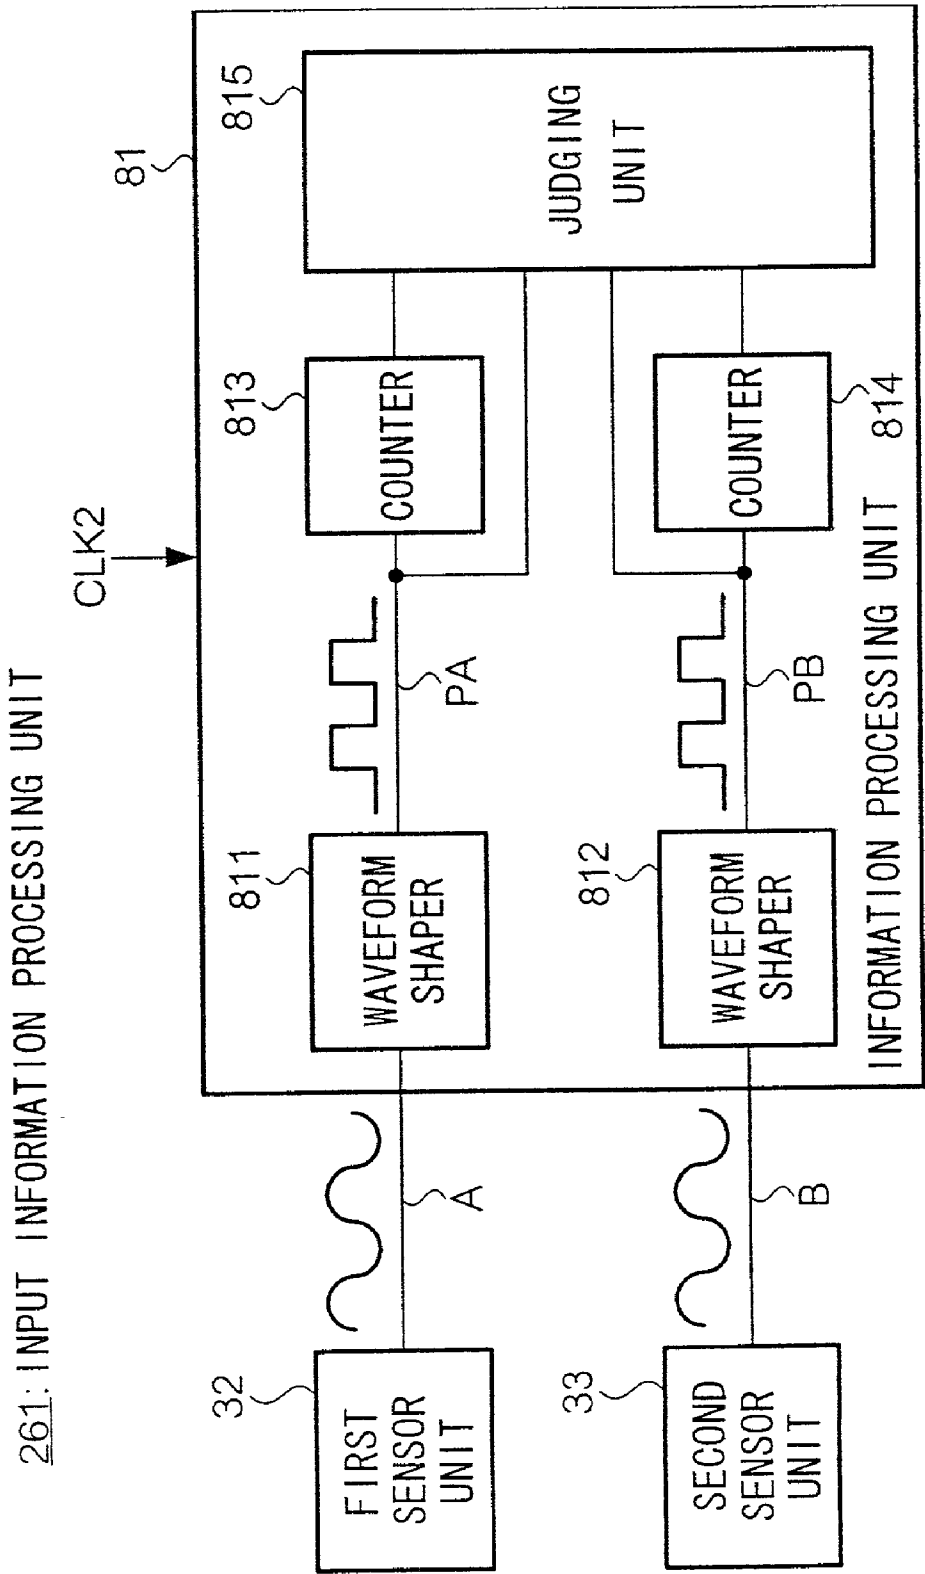 261: INPUT INFORMATION PROCESSING UNIT
CLK2
81
32
FIRST
SENSOR
UNIT
A
811
WAVEFORM
SHAPER
PA
813
COUNTER
815
JUDGING
UNIT
33
SECOND
SENSOR
UNIT
B
812
WAVEFORM
SHAPER
PB
COUNTER
814
INFORMATION PROCESSING UNIT